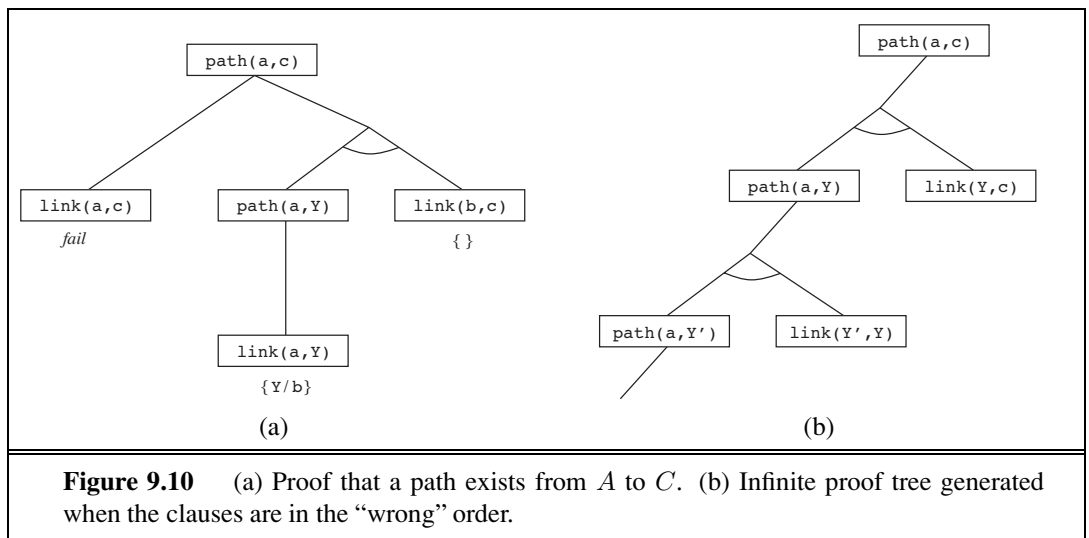 path(a,c)
link(a,c)
fail
path(a,Y)
link(b,c)
{ }
link(a,Y)
{Y/b}
(a)
path(a,c)
path(a,Y)
link(Y,c)
path(a,Y')
link(Y',Y)
(b)
Figure 9.10 (a) Proof that a path exists from A to C. (b) Infinite proof tree generated
when the clauses are in the “wrong” order.